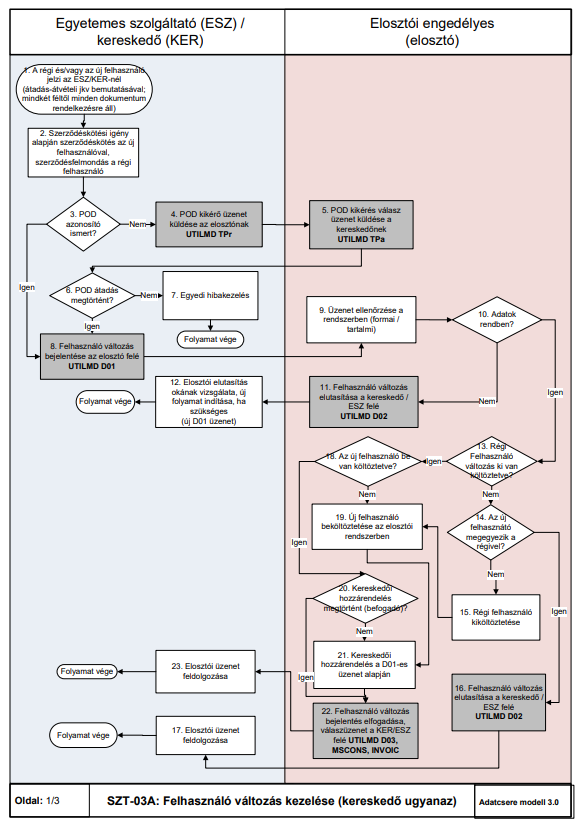 Egyetemes szolgáltató (ESZ) /
kereskedő (KER)
Elosztói engedélyes
(elosztó)
1. A régi és/vagy az új felhasználó
jelzi az ESZ/KER-nél
(átadás-átvételi jkv bemutatásával;
mindkét féltől minden dokumentum
rendelkezésre áll)
2. Szerződéskötési igény
alapján szerződéskötés az új
felhasználóval,
szerződésfelmondás a régi
felhasználó
3. POD
azonosító
ismert?
Nem
4. POD kikérő üzenet
küldése az elosztónak
UTILMD TPr
5. POD kikérés válasz
üzenet küldése a
kereskedőnek
UTILMD TPa
Igen
6. POD átadás
megtörtént?
Nem
7. Egyedi hibakezelés
Igen
Folyamat vége
8. Felhasználó változás
bejelentése az elosztó felé
UTILMD D01
9. Üzenet ellenőrzése a
rendszerben (formai /
tartalmi)
10. Adatok
rendben?
Igen
Nem
11. Felhasználó változás
elutasítása a kereskedő /
ESZ felé
UTILMD D02
12. Elosztói elutasítás
okának vizsgálata, új
folyamat indítása, ha
szükséges
(új D01 üzenet)
Folyamat vége
13. Régi
Felhasználó
változás ki van
költöztetve?
Igen
18. Az új felhasználó be
van költöztetve?
Nem
Nem
14. Az új
felhasználó
megegyezik a
régivel?
19. Új felhasználó
beköltöztetése az elosztói
rendszerben
Igen
Igen
Nem
15. Régi felhasználó
kiköltöztetése
20. Kereskedői
hozzárendelés
megtörtént (befogadó)?
Nem
Igen
21. Kereskedői
hozzárendelés a D01-es
üzenet alapján
16. Felhasználó változás
elutasítása a kereskedő /
ESZ felé
UTILMD D02
22. Felhasználó változás
bejelentés elfogadása,
válaszüzenet a KER/ESZ
felé UTILMD D03,
MSCONS, INVOIC
23. Elosztói üzenet
feldolgozása
Folyamat vége
17. Elosztói üzenet
feldolgozása
Folyamat vége
Oldal: 1/3
SZT-03A: Felhasználó változás kezelése (kereskedő ugyanaz)
Adatcsere modell 3.0